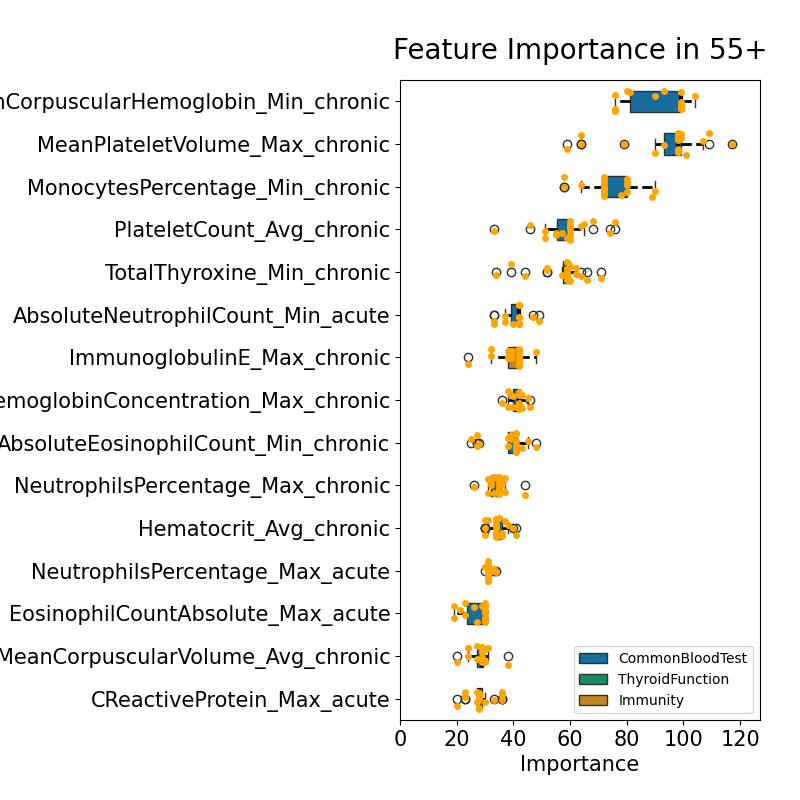 Feature Importance in 55+
nCorpuscularHemoglobin_Min_chronic
MeanPlateletVolume_Max_chronic
MonocytesPercentage_Min_chronic
PlateletCount_Avg_chronic
TotalThyroxine_Min_chronic
AbsoluteNeutrophilCount_Min_acute
ImmunoglobulinE_Max_chronic
emoglobinConcentration_Max_chronic
AbsoluteEosinophilCount_Min_chronic
NeutrophilsPercentage_Max_chronic
Hematocrit_Avg_chronic
NeutrophilsPercentage_Max_acute
EosinophilCountAbsolute_Max_acute
MeanCorpuscularVolume_Avg_chronic
CReactiveProtein_Max_acute
CommonBloodTest
ThyroidFunction
Immunity
0 20 40 60 80 100 120
Importance